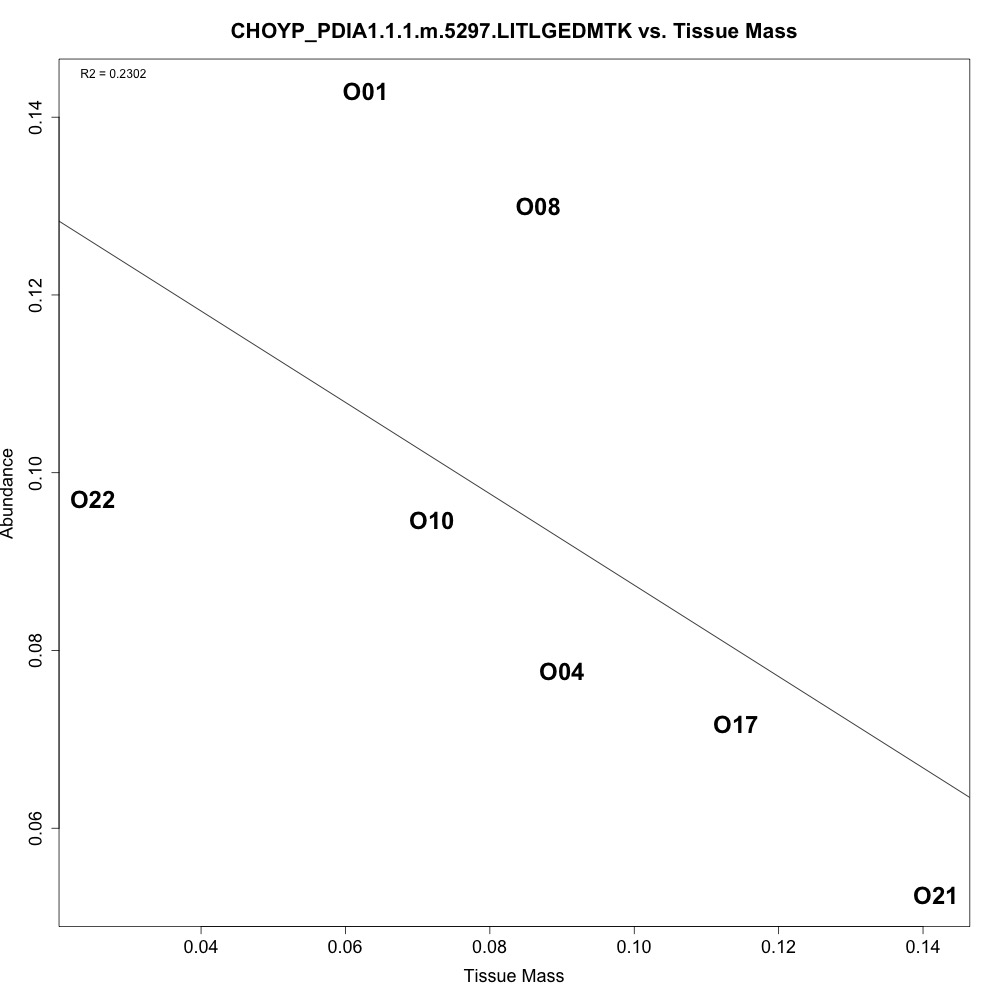 CHOYP_PDIA1.1.1.m.5297.LITLGEDMTK vs. Tissue Mass
R2 = 0.2302
O01
O08
O22
O10
O04
O17
O21
Abundance
0.14
0.12
0.10
0.08
0.06
0.04 0.06 0.08 0.10 0.12 0.14
Tissue Mass